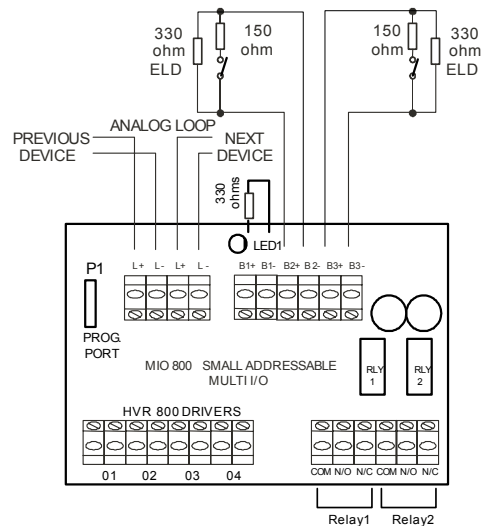 330 ohm ELD
150 ohm
150 ohm
330 ohm ELD
ANALOG LOOP
PREVIOUS DEVICE
NEXT DEVICE
330 ohms
LED1
L+ L- L+ L- B1+ B1- B2+ B2- B3+ B3-
P1
PROG. PORT
MIO 800 SMALL ADDRESSABLE
MULTI I/O
RLY 1
RLY 2
HVR 800 DRIVERS
01 02 03 04
COM N/O N/C COM N/O N/C
Relay1 Relay2